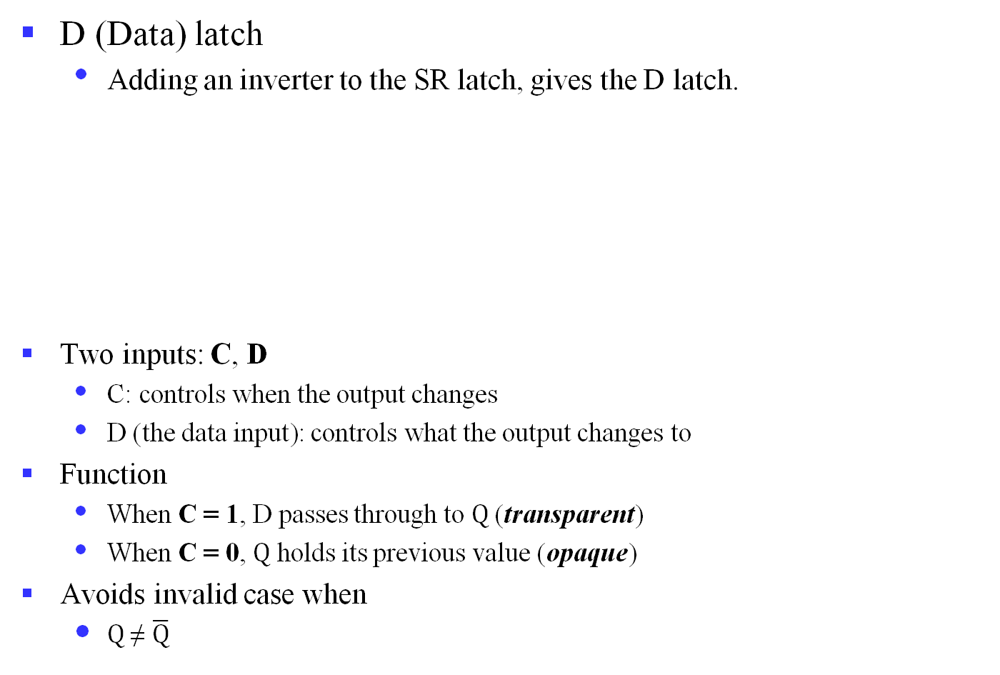 D (Data) latch
Adding an inverter to the SR latch, gives the D latch.
Two inputs: C, D
C: controls when the output changes
D (the data input): controls what the output changes to
Function
When C = 1, D passes through to Q (transparent)
When C = 0, Q holds its previous value (opaque)
Avoids invalid case when
Q ≠ Q̅